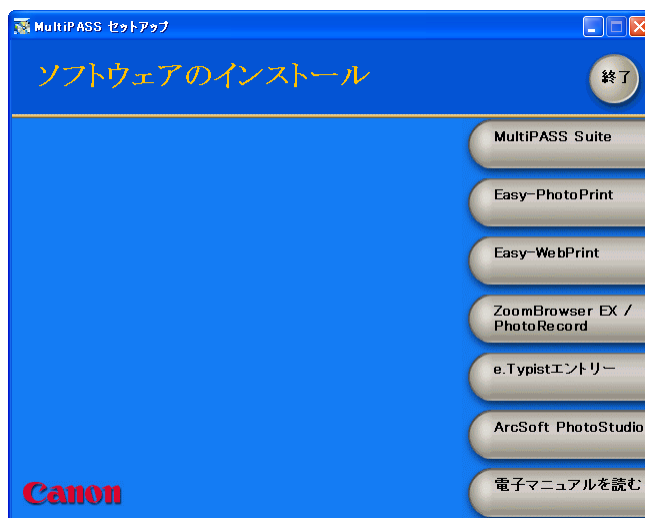 MultiPASS セットアップ
ソフトウェアのインストール
終了
MultiPASS Suite
Easy-PhotoPrint
Easy-WebPrint
ZoomBrowser EX /
PhotoRecord
e.Typistエントリー
ArcSoft PhotoStudio
電子マニュアルを読む
Canon